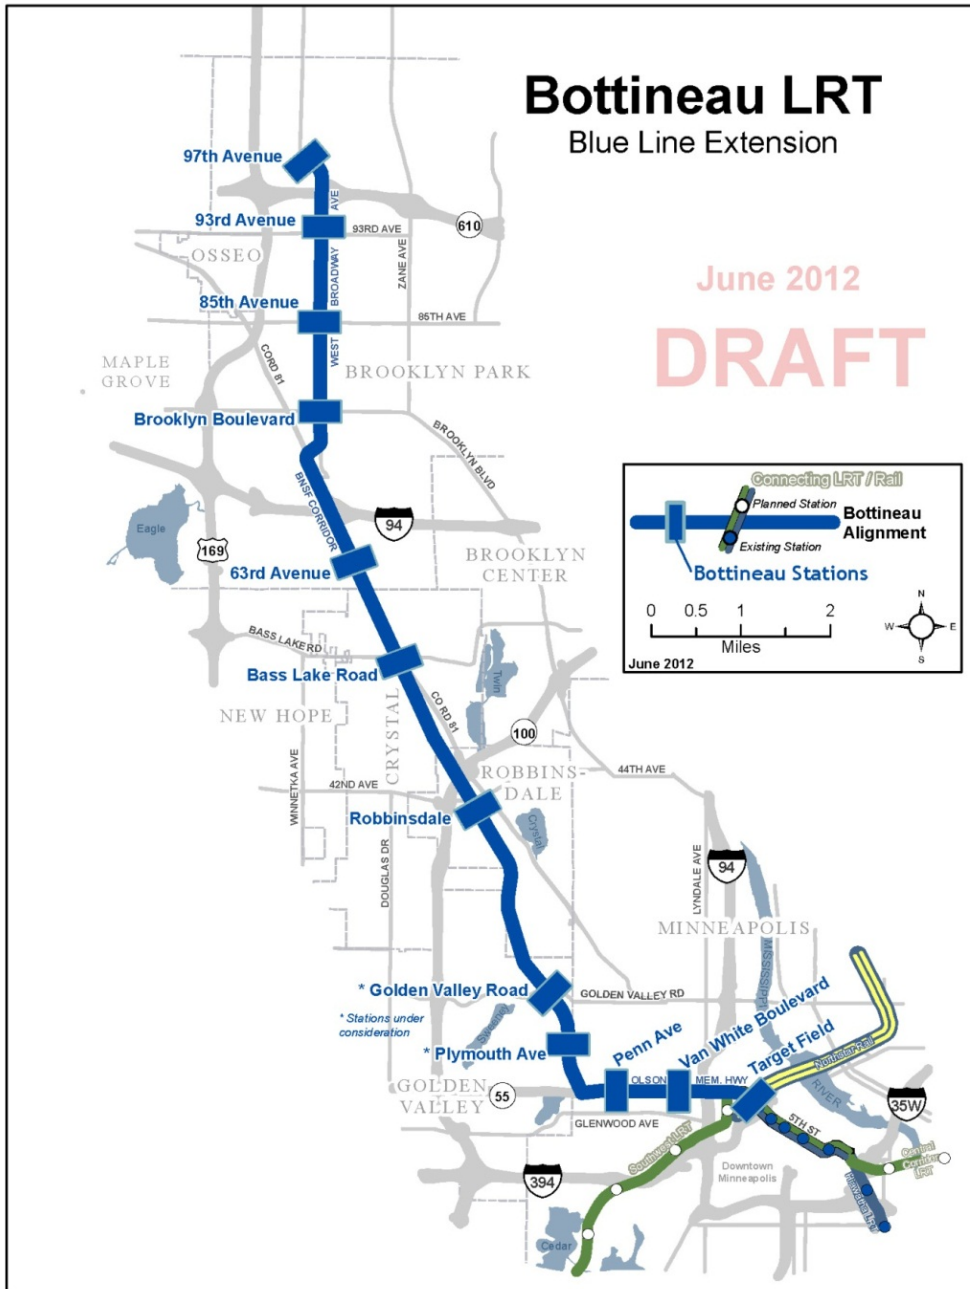 Bottineau LRT
Blue Line Extension
June 2012
DRAFT
97th Avenue
AVE
610
93rd Avenue
93RD AVE
OSSEO
ZANE AVE
BROADWAY
85th Avenue
85TH AVE
WEST
MAPLE
GROVE
CORD 81
BROOKLYN PARK
Brooklyn Boulevard
BROOKLYN BLVD
BNSF CORRIDOR
94
Eagle
169
63rd Avenue
BROOKLYN
CENTER
Connecting LRT / Rail
Planned Station
Bottineau
Alignment
Existing Station
Bottineau Stations
0 0.5 1 2
Miles
N
W E
S
June 2012
BASS LAKE RD
Bass Lake Road
Twin
NEW HOPE
CRYSTAL
CO RD 81
100
WINNETKA AVE
42ND AVE
ROBBINS-
DALE
44TH AVE
Robbinsdale
Crystal
DOUGLAS DR
LYNDALE AVE
94
MINNEAPOLIS
MISSISSIPPI
RIVER
* Golden Valley Road
GOLDEN VALLEY RD
* Stations under
consideration
Sweeney
* Plymouth Ave
Penn Ave
Van White Boulevard
Target Field
Northstar Rail
GOLDEN
VALLEY
55
OLSON MEM. HWY
GLENWOOD AVE
35W
5TH ST
Southwest LRT
Downtown
Minneapolis
Central
Corridor
LRT
Hiawatha LRT
394
Cedar